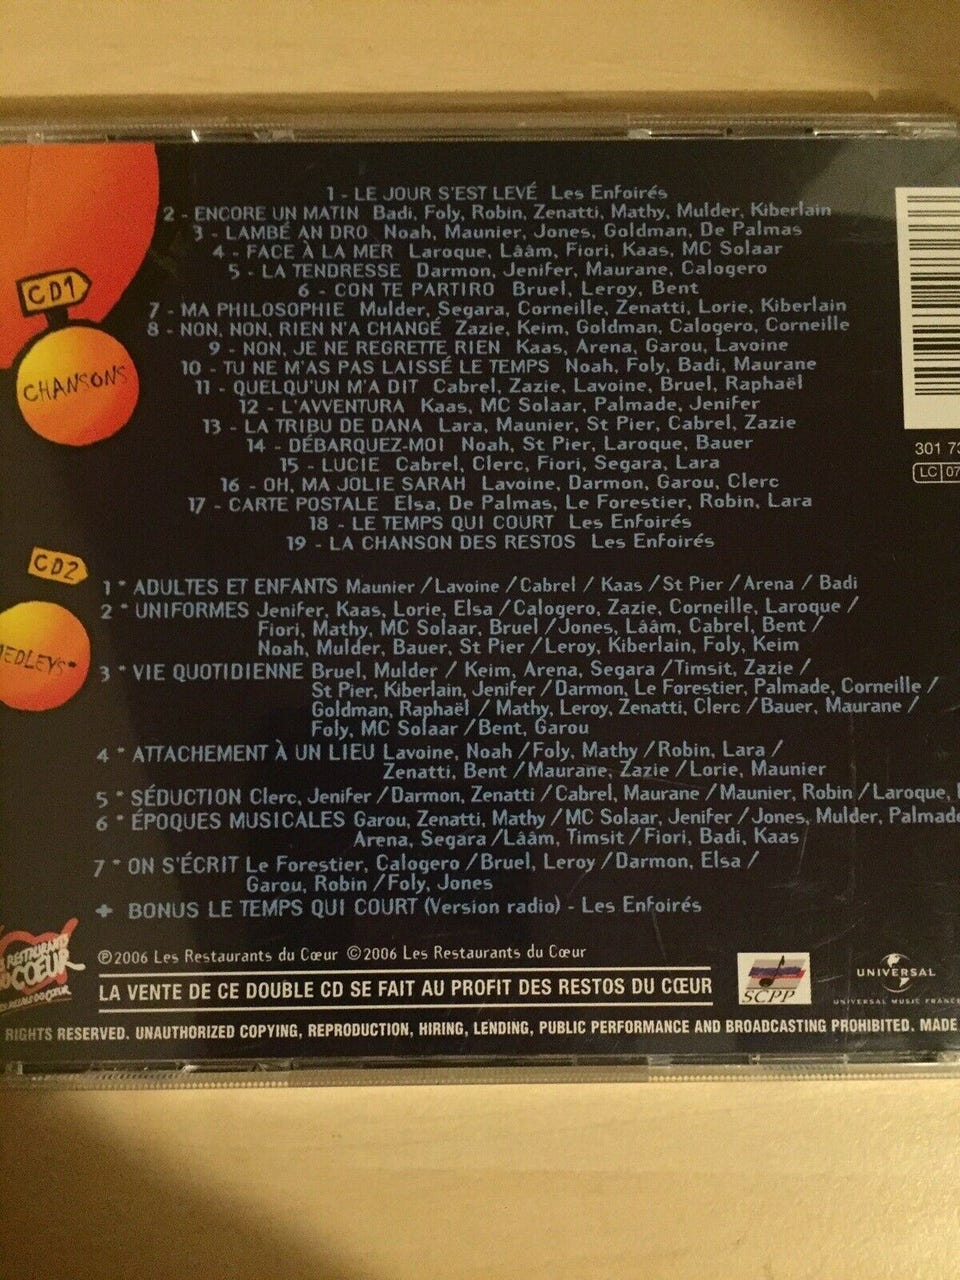 1 - LE JOUR S'EST LEVÉ Les Enfoirés
2 - ENCORE UN MATIN Badi, Foly, Robin, Zenatti, Mathy, Mulder, Kiberlain
3 - LAMBÉ AN DRO Noah, Maunier, Jones, Goldman, De Palmas
4 - FACE À LA MER Laroque, Lââm, Fiori, Kaas, MC Solaar
5 - LA TENDRESSE Darmon, Jenifer, Maurane, Calogero
6 - CON TE PARTIRO Bruel, Leroy, Bent
7 - MA PHILOSOPHIE Mulder, Segara, Corneille, Zenatti, Lorie, Kiberlain
8 - NON, NON, RIEN N'A CHANGÉ Zazie, Keim, Goldman, Calogero, Corneille
9 - NON, JE NE REGRETTE RIEN Kaas, Arena, Garou, Lavoine
10 - TU NE M'AS PAS LAISSÉ LE TEMPS Noah, Foly, Badi, Maurane
11 - QUELQU'UN M'A DIT Cabrel, Zazie, Lavoine, Bruel, Raphaël
12 - L'AVVENTURA Kaas, MC Solaar, Palmade, Jenifer
13 - LA TRIBU DE DANA Lara, Maunier, St Pier, Cabrel, Zazie
14 - DÉBARQUEZ-MOI Noah, St Pier, Laroque, Bauer
15 - LUCIE Cabrel, Clerc, Fiori, Segara, Lara
16 - OH, MA JOLIE SARAH Lavoine, Darmon, Garou, Clerc
17 - CARTE POSTALE Elsa, De Palmas, Le Forestier, Robin, Lara
18 - LE TEMPS QUI COURT Les Enfoirés
19 - LA CHANSON DES RESTOS Les Enfoirés
CD1
CHANSONS
301 73
LC 07
CD2
EDLEYS*
1 * ADULTES ET ENFANTS Maunier / Lavoine / Cabrel / Kaas / St Pier / Arena / Badi
2 * UNIFORMES Jenifer, Kaas, Lorie, Elsa / Calogero, Zazie, Corneille, Laroque /
Fiori, Mathy, MC Solaar, Bruel / Jones, Lââm, Cabrel, Bent /
Noah, Mulder, Bauer, St Pier / Leroy, Kiberlain, Foly, Keim
3 * VIE QUOTIDIENNE Bruel, Mulder / Keim, Arena, Segara / Timsit, Zazie /
St Pier, Kiberlain, Jenifer / Darmon, Le Forestier, Palmade, Corneille /
Goldman, Raphaël / Mathy, Leroy, Zenatti, Clerc / Bauer, Maurane /
Foly, MC Solaar / Bent, Garou
4 * ATTACHEMENT À UN LIEU Lavoine, Noah / Foly, Mathy / Robin, Lara /
Zenatti, Bent / Maurane, Zazie / Lorie, Maunier
5 * SÉDUCTION Clerc, Jenifer / Darmon, Zenatti / Cabrel, Maurane / Maunier, Robin / Laroque,
6 * ÉPOQUES MUSICALES Garou, Zenatti, Mathy / MC Solaar, Jenifer / Jones, Mulder, Palmade
Arena, Segara / Lââm, Timsit / Fiori, Badi, Kaas
7 * ON S'ÉCRIT Le Forestier, Calogero / Bruel, Leroy / Darmon, Elsa /
Garou, Robin / Foly, Jones
+ BONUS LE TEMPS QUI COURT (Version radio) - Les Enfoirés
RESTAURANTS
DU COEUR
℗2006 Les Restaurants du Cœur ©2006 Les Restaurants du Cœur
LA VENTE DE CE DOUBLE CD SE FAIT AU PROFIT DES RESTOS DU CŒUR
SCPP
UNIVERSAL
UNIVERSAL MUSIC FRANCE
RIGHTS RESERVED. UNAUTHORIZED COPYING, REPRODUCTION, HIRING, LENDING, PUBLIC PERFORMANCE AND BROADCASTING PROHIBITED. MADE